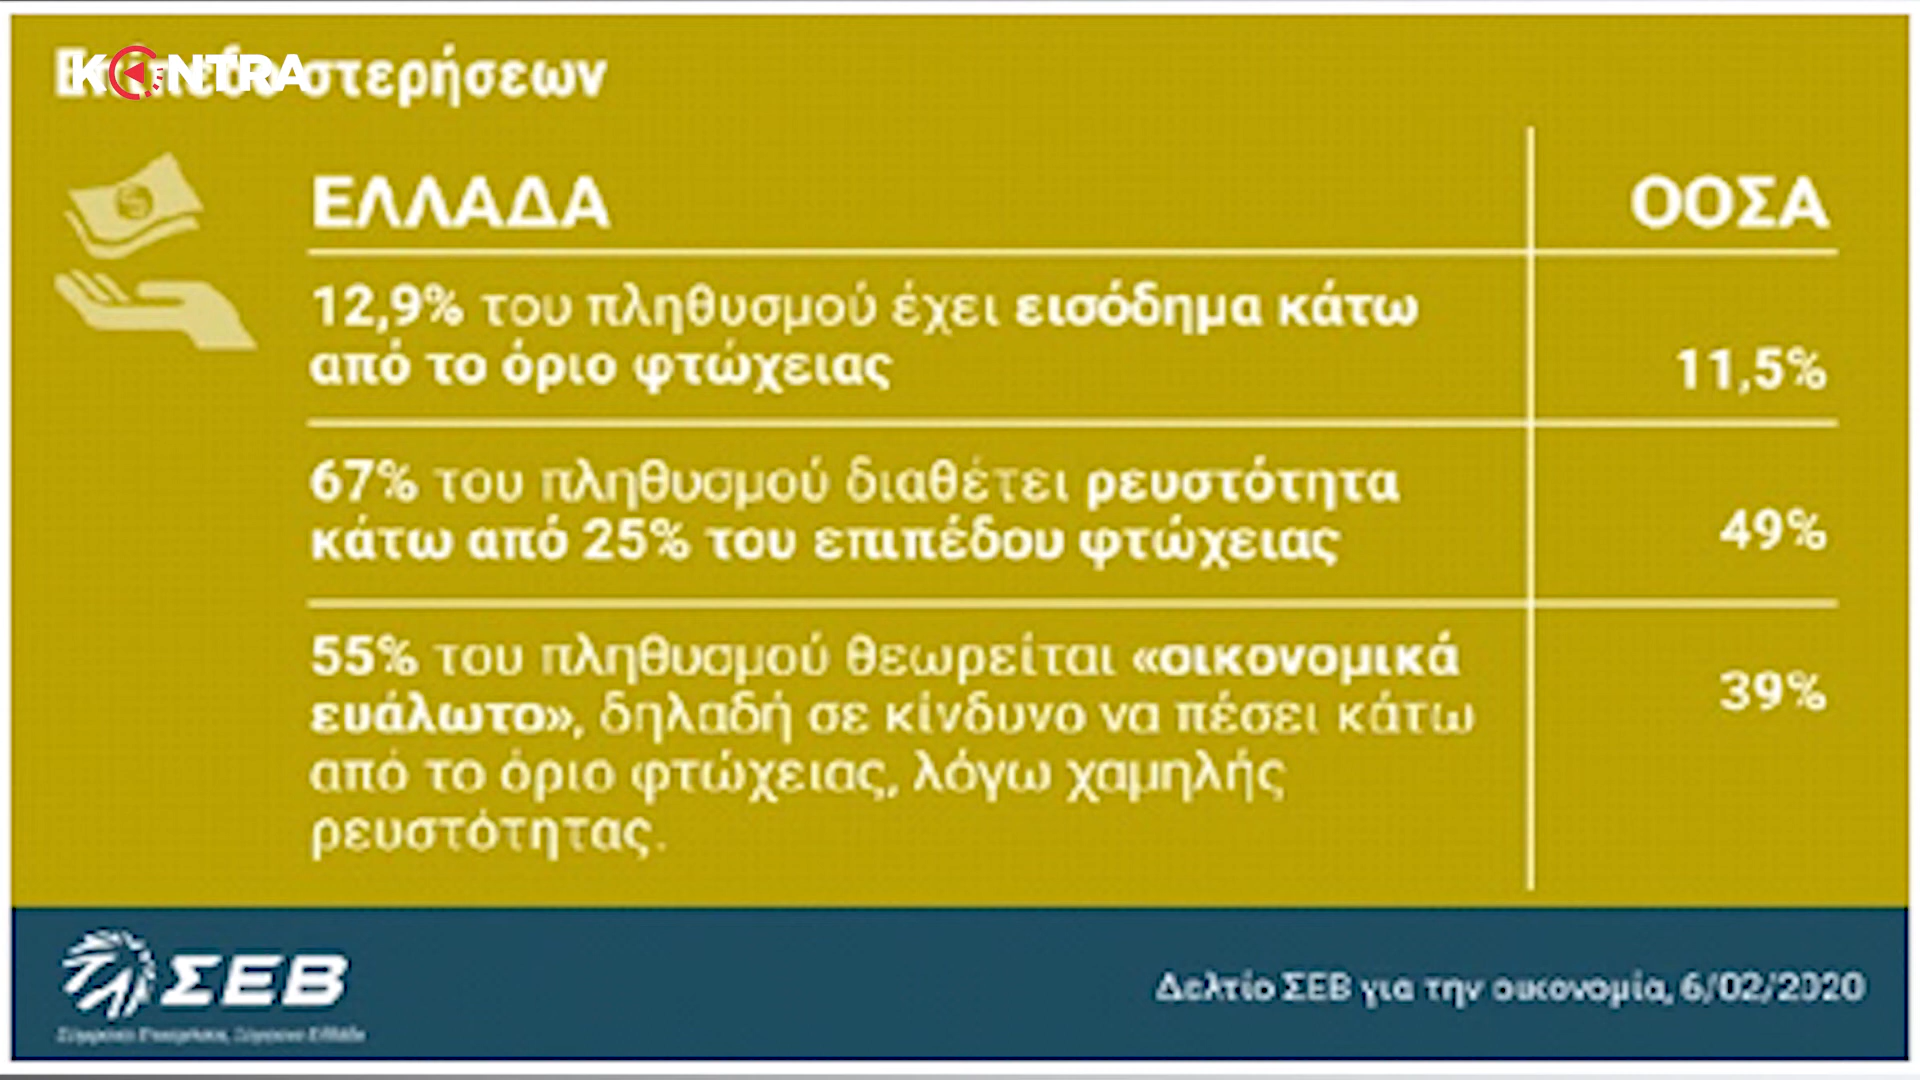 KONTRA
στερήσεων
ΕΛΛΑΔΑ
ΟΟΣΑ
12,9% του πληθυσμού έχει εισόδημα κάτω
από το όριο φτώχειας
11,5%
67% του πληθυσμού διαθέτει ρευστότητα
κάτω από 25% του επιπέδου φτώχειας
49%
55% του πληθυσμού θεωρείται «οικονομικά
ευάλωτο», δηλαδή σε κίνδυνο να πέσει κάτω
από το όριο φτώχειας, λόγω χαμηλής
ρευστότητας.
39%
ΣΕΒ
Δελτίο ΣΕΒ για την οικονομία, 6/02/2020